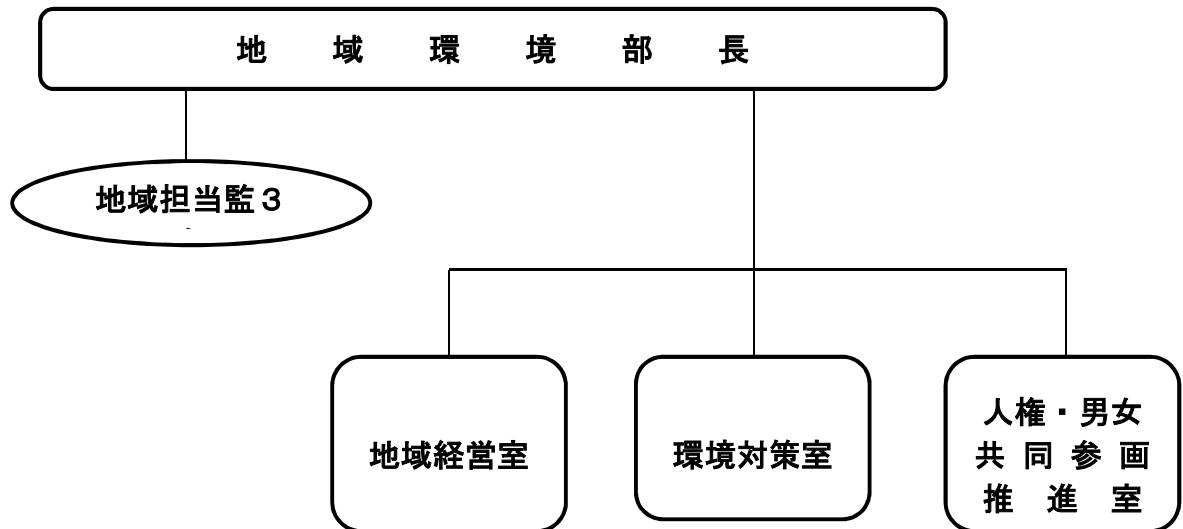 地域環境部長
地域担当監３
地域経営室
環境対策室
人権・男女
共同参画
推進室